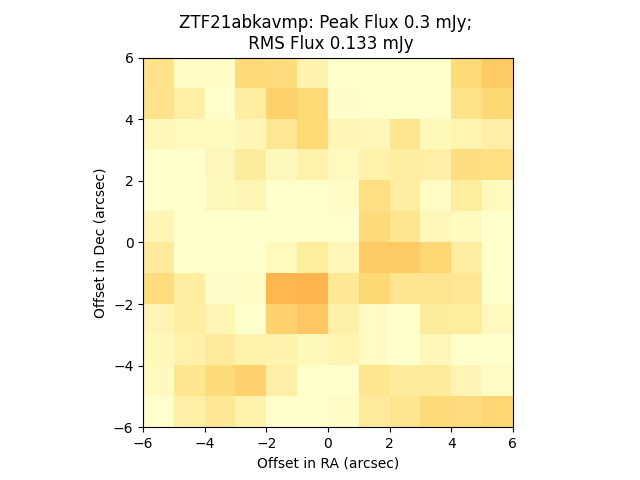 ZTF21abkavmp: Peak Flux 0.3 mJy;
RMS Flux 0.133 mJy
6
4
2
0
−2
−4
−6
Offset in Dec (arcsec)
−6 −4 −2 0 2 4 6
Offset in RA (arcsec)